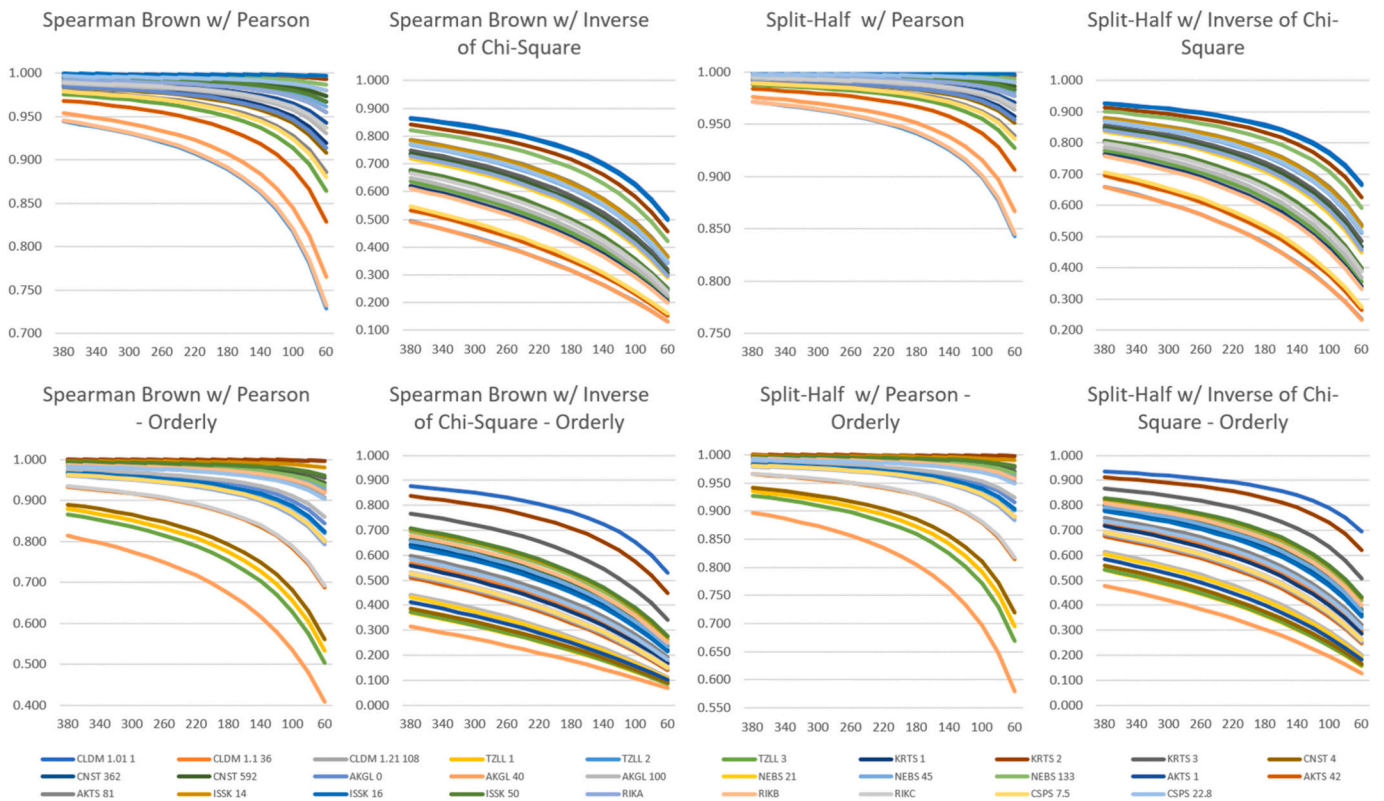 Spearman Brown w/ Pearson
1.000
0.950
0.900
0.850
0.800
0.750
0.700
380 340 300 260 220 180 140 100 60
Spearman Brown w/ Inverse
of Chi-Square
1.000
0.900
0.800
0.700
0.600
0.500
0.400
0.300
0.200
0.100
380 340 300 260 220 180 140 100 60
Split-Half w/ Pearson
1.000
0.950
0.900
0.850
0.800
0.750
380 340 300 260 220 180 140 100 60
Split-Half w/ Inverse of Chi-
Square
1.000
0.900
0.800
0.700
0.600
0.500
0.400
0.300
0.200
380 340 300 260 220 180 140 100 60
Spearman Brown w/ Pearson
- Orderly
1.000
0.900
0.800
0.700
0.600
0.500
0.400
380 340 300 260 220 180 140 100 60
Spearman Brown w/ Inverse
of Chi-Square - Orderly
1.000
0.900
0.800
0.700
0.600
0.500
0.400
0.300
0.200
0.100
0.000
380 340 300 260 220 180 140 100 60
Split-Half w/ Pearson -
Orderly
1.000
0.950
0.900
0.850
0.800
0.750
0.700
0.650
0.600
0.550
380 340 300 260 220 180 140 100 60
Split-Half w/ Inverse of Chi-
Square - Orderly
1.000
0.900
0.800
0.700
0.600
0.500
0.400
0.300
0.200
0.100
0.000
380 340 300 260 220 180 140 100 60
CLDM 1.01 1 CLDM 1.1 36 CLDM 1.21 108 TZLL 1 TZLL 2 TZLL 3 KRTS 1 KRTS 2 KRTS 3 CNST 4
CNST 362 CNST 592 AKGL 0 AKGL 40 AKGL 100 NEBS 21 NEBS 45 NEBS 133 AKTS 1 AKTS 42
AKTS 81 ISSK 14 ISSK 16 ISSK 50 RIKA RIKB RIKC CSPS 7.5 CSPS 22.8